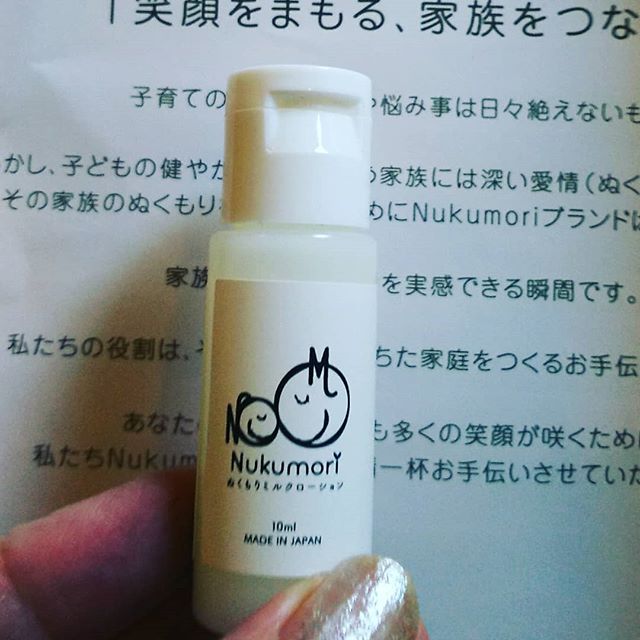 「笑顔をまもる、家族をつな
子育ての
や悩み事は日々絶えないも
かし、子どもの健やか
う家族には深い愛情(ぬく
その家族のぬくもり
めにNukumoriブランドは
家族
を実感できる瞬間です。
私たちの役割は、そ
ちた家庭をつくるお手伝
あなた
も多くの笑顔が咲くため
私たちNukum
一杯お手伝いさせていた
N M
Nukumori
ぬくもりミルクローション
10ml
MADE IN JAPAN